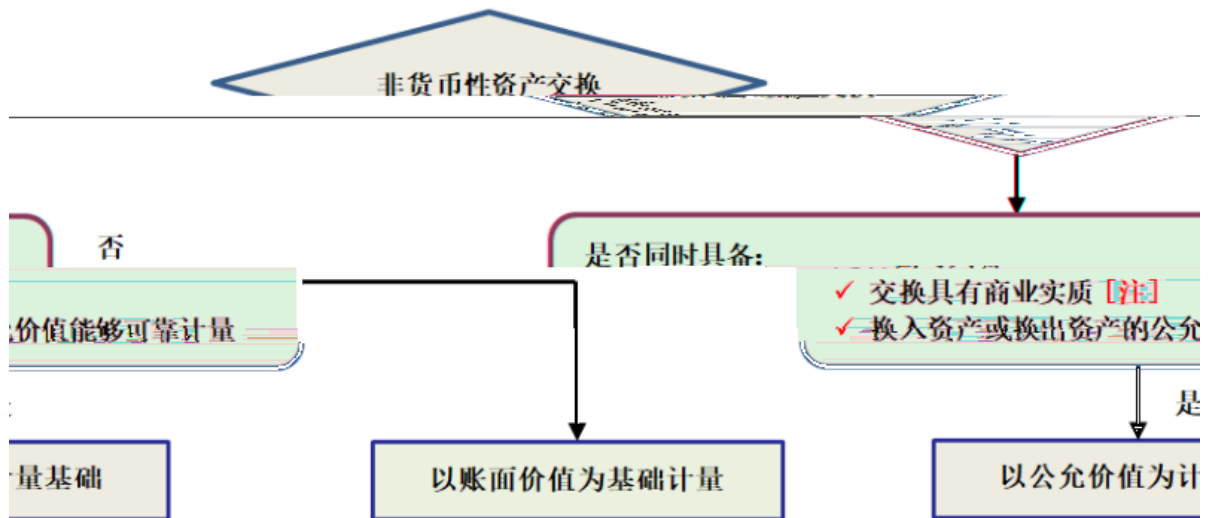 非货币性资产交换
否
是否同时具备:
✓ 交换具有商业实质 [注]
价值能够可靠计量
✓ 换入资产或换出资产的公允
是
量基础
以账面价值为基础计量
以公允价值为计